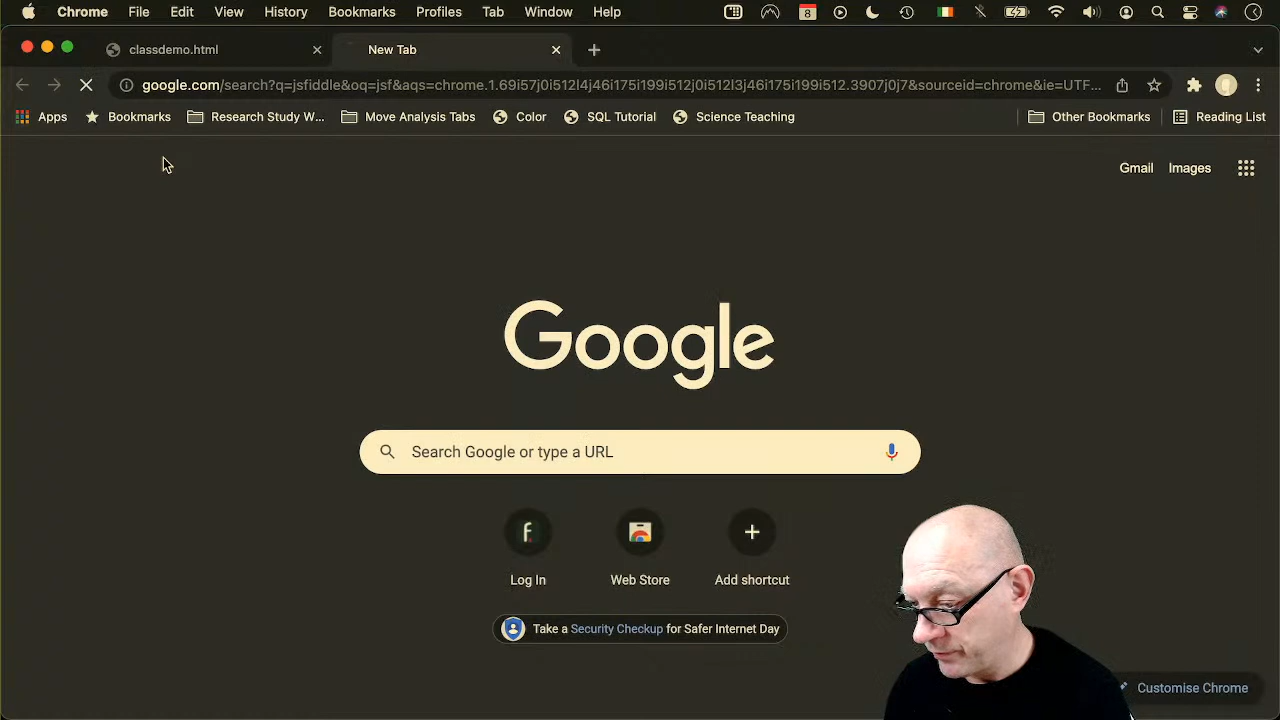 Chrome File Edit View History Bookmarks Profiles Tab Window Help 8
classdemo.html New Tab
google.com/search?q=jsfiddle&oq=jsf&aqs=chrome.1.69i57j0i512l4j46i175i199i512j0i512l3j46i175i199i512.3907j0j7&sourceid=chrome&ie=UTF...
Apps Bookmarks Research Study W... Move Analysis Tabs Color SQL Tutorial Science Teaching Other Bookmarks Reading List
Gmail Images
Google
Search Google or type a URL
f
Log In Web Store Add shortcut
Take a Security Checkup for Safer Internet Day
Customise Chrome